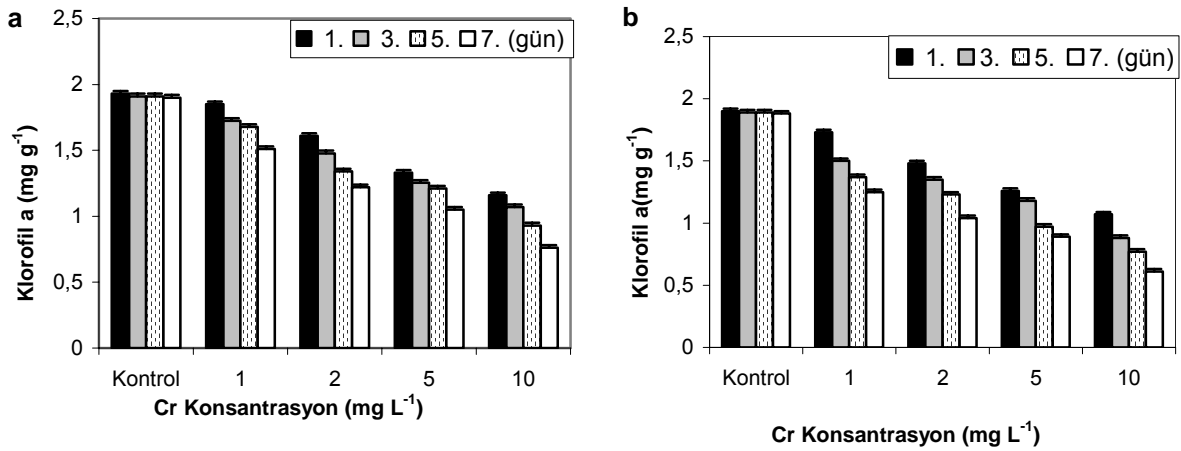 a
2,5
1. 3. 5. 7. (gün)
2
1,5
1
0,5
0
Klorofil a (mg g-1)
Kontrol 1 2 5 10
Cr Konsantrasyon (mg L-1)
b
2,5
1. 3. 5. 7. (gün)
2
1,5
1
0,5
0
Klorofil a(mg g-1)
Kontrol 1 2 5 10
Cr Konsantrasyon (mg L-1)